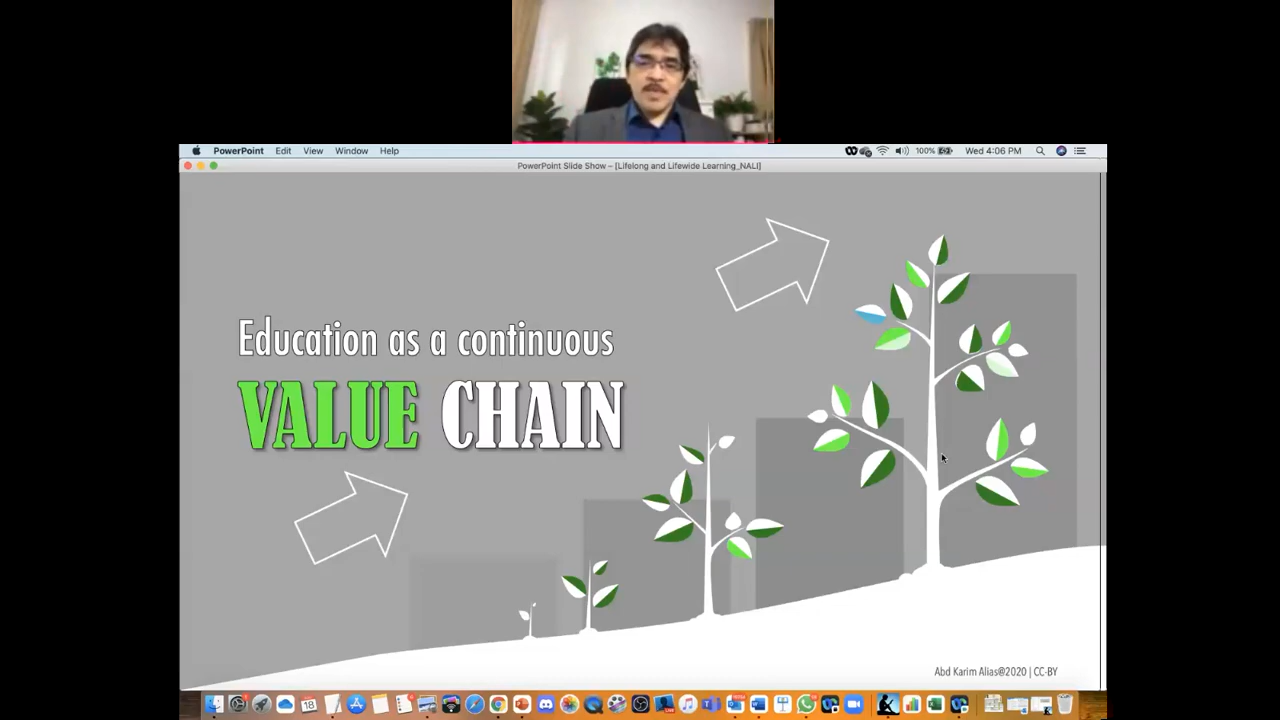 PowerPoint Edit View Window Help 100% Wed 4:06 PM
PowerPoint Slide Show – [Lifelong and Lifewide Learning_NALI]
Education as a continuous
VALUE CHAIN
Abd Karim Alias@2020 | CC-BY
18